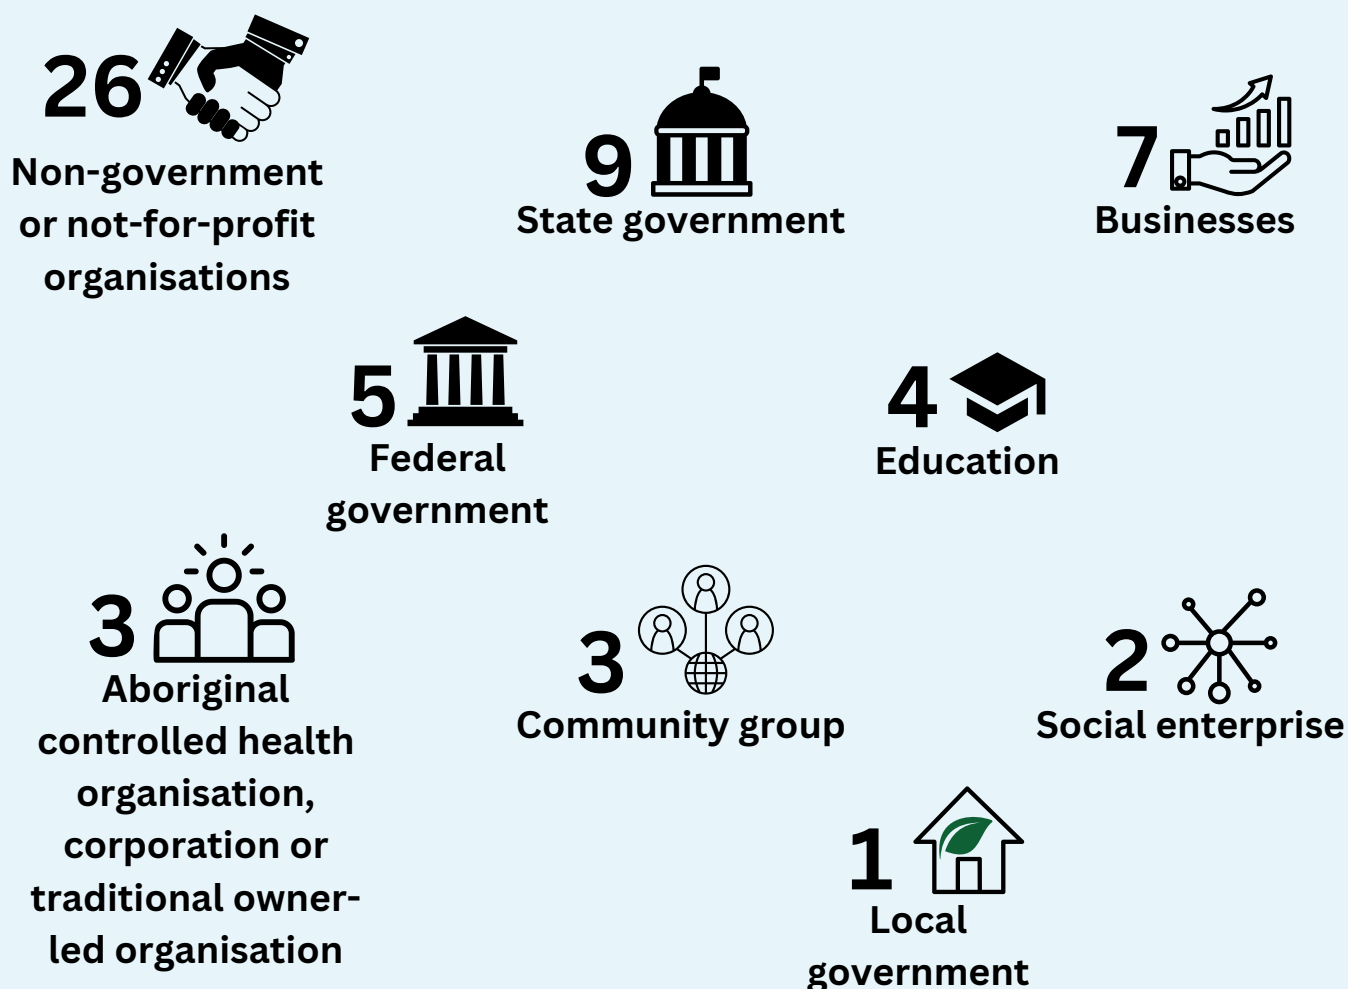 26
Non-government
or not-for-profit
organisations
9
State government
7
Businesses
5
Federal
government
4
Education
3
Aboriginal
controlled health
organisation,
corporation or
traditional owner-
led organisation
3
Community group
2
Social enterprise
1
Local
government